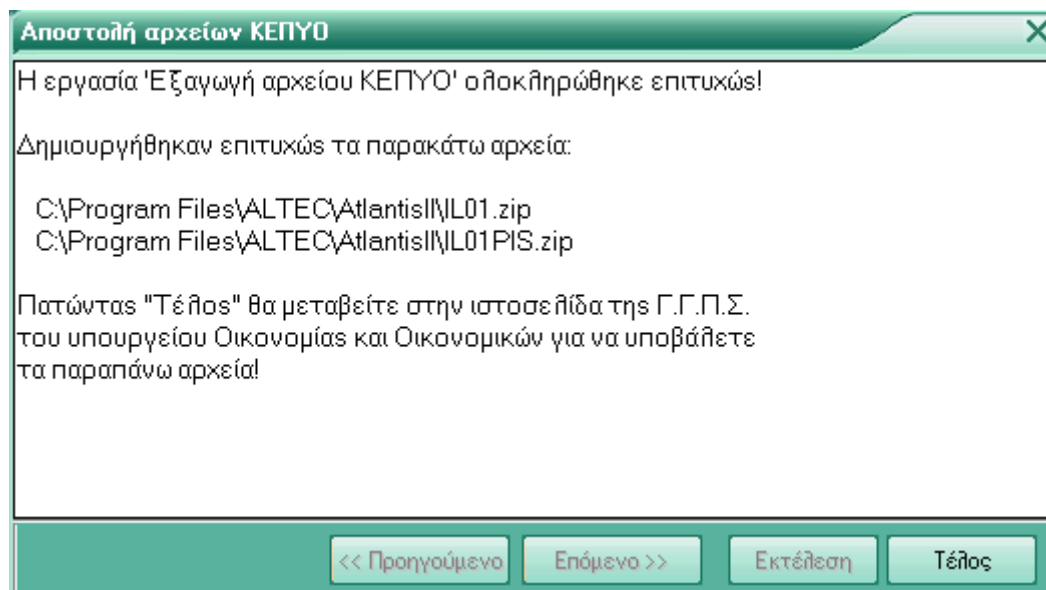 Αποστολή αρχείων ΚΕΠΥΟ
Η εργασία 'Εξαγωγή αρχείου ΚΕΠΥΟ' ολοκληρώθηκε επιτυχώς!
Δημιουργήθηκαν επιτυχώς τα παρακάτω αρχεία:
C:\Program Files\ALTEC\AtlantisII\IL01.zip
C:\Program Files\ALTEC\AtlantisII\IL01PIS.zip
Πατώντας "Τέλος" θα μεταβείτε στην ιστοσελίδα της Γ.Γ.Π.Σ.
του υπουργείου Οικονομίας και Οικονομικών για να υποβάλετε
τα παραπάνω αρχεία!
<< Προηγούμενο Επόμενο >> Εκτέλεση Τέλος